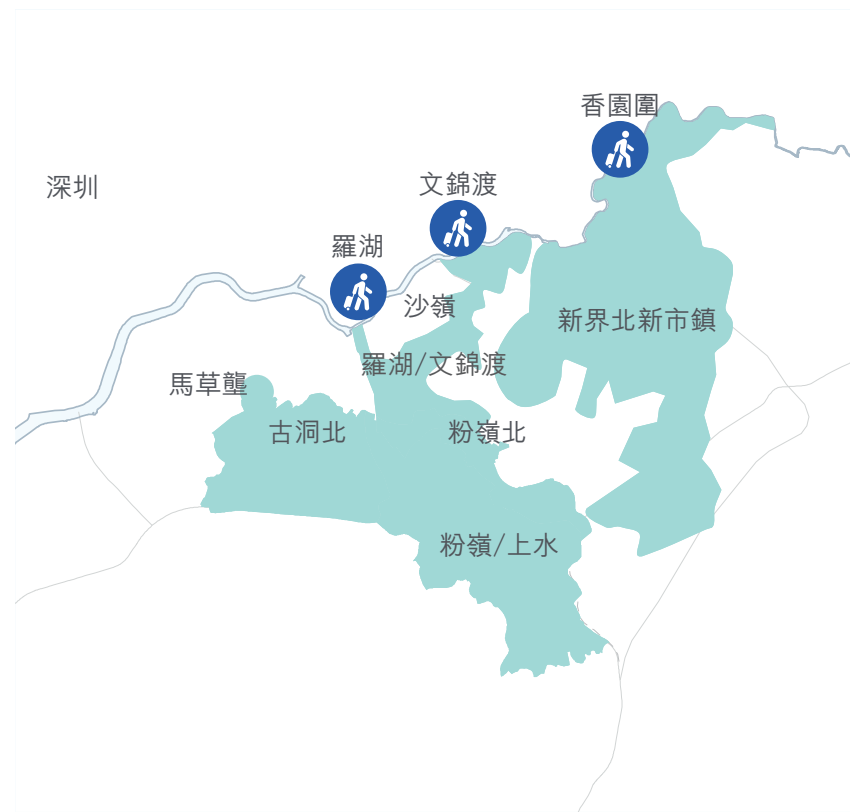 香園圍
深圳
文錦渡
羅湖
沙嶺
新界北新市鎮
羅湖/文錦渡
馬草壟
古洞北
粉嶺北
粉嶺/上水